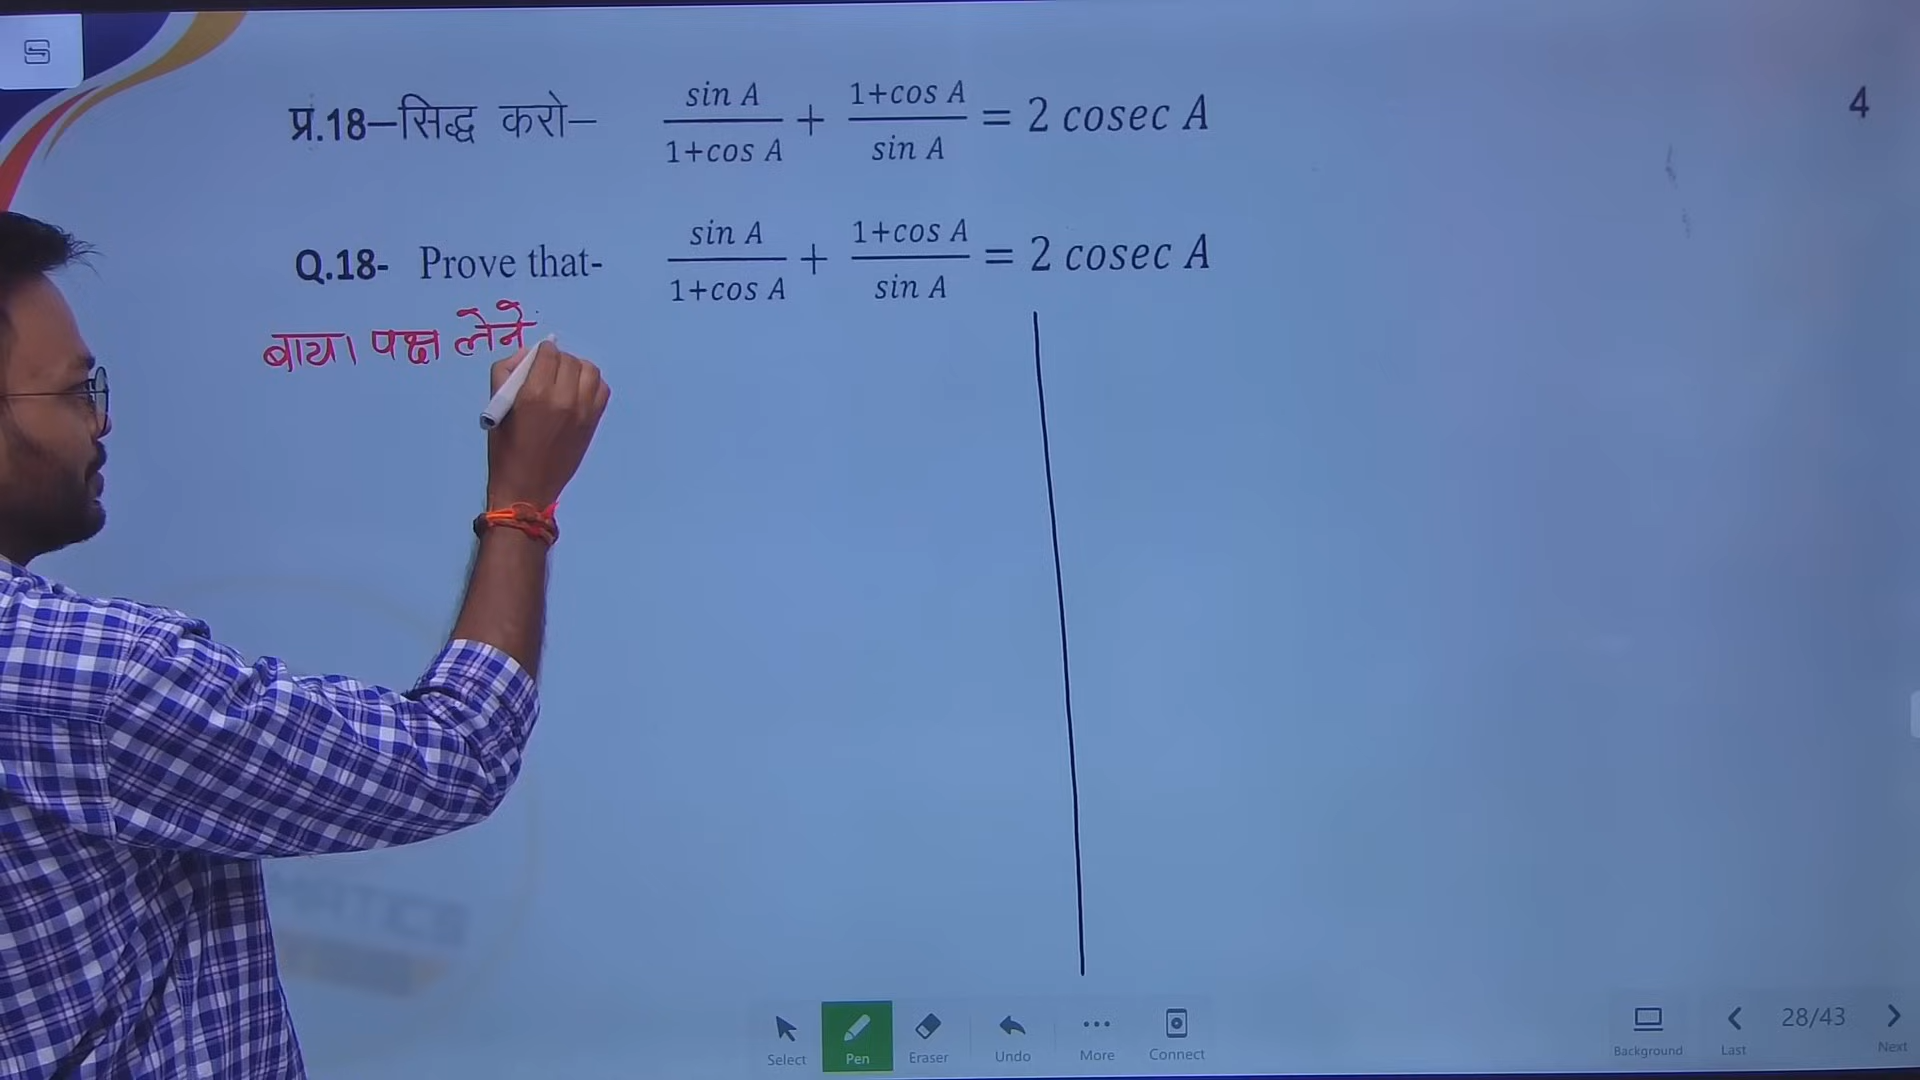 प्र.18–सिद्ध करो– sin A/1+cos A + 1+cos A/sin A = 2 cosec A
4
Q.18- Prove that- sin A/1+cos A + 1+cos A/sin A = 2 cosec A
बाया पक्ष लेने
MATICS
Select Pen Eraser Undo More Connect Background Last 28/43 Next